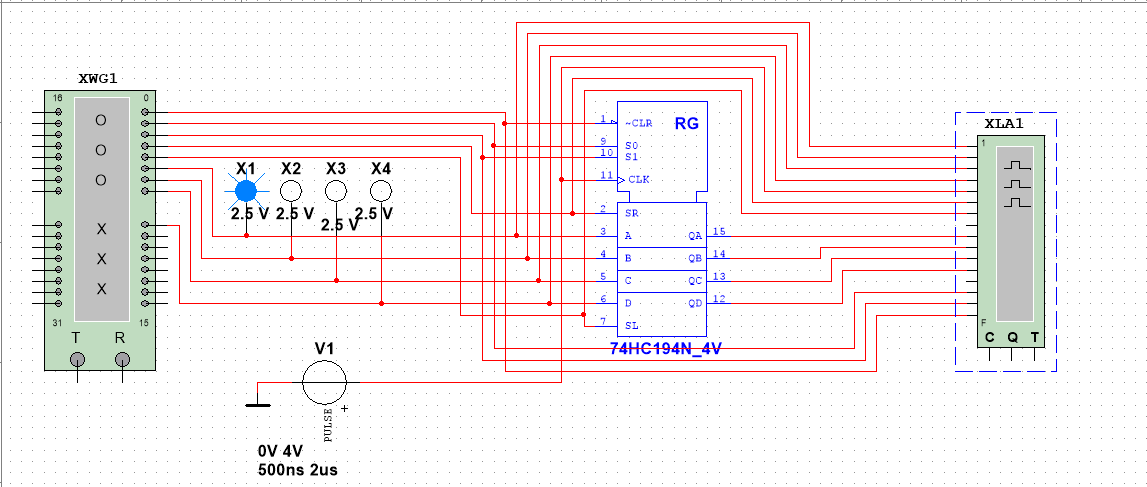 XWG1
16 0
O
O
O
X
X
X
31 15
T R
X1 X2 X3 X4
2.5 V 2.5 V 2.5 V 2.5 V
V1
+
PULSE
0V 4V
500ns 2us
RG
1 ~CLR
9 S0
10 S1
11 CLK
2 SR
3 A QA 15
4 B QB 14
5 C QC 13
6 D QD 12
7 SL
74HC194N_4V
XLA1
1
F
C Q T